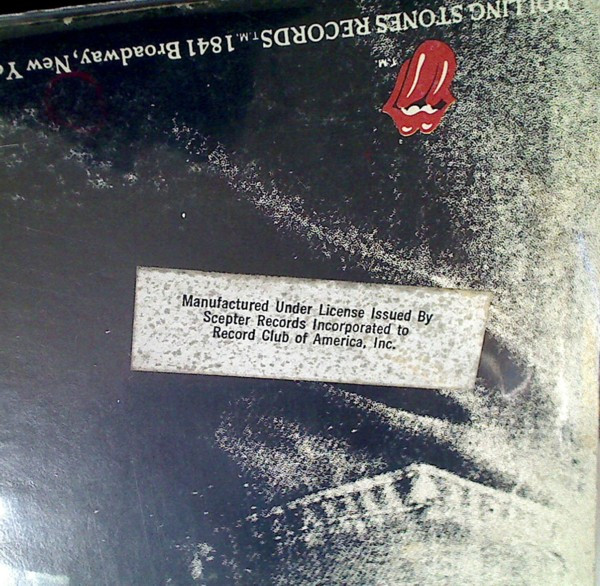 ROLLING STONES RECORDS T.M. 1841 Broadway, New Yo
T.M.
Manufactured Under License Issued By
Scepter Records Incorporated to
Record Club of America, Inc.